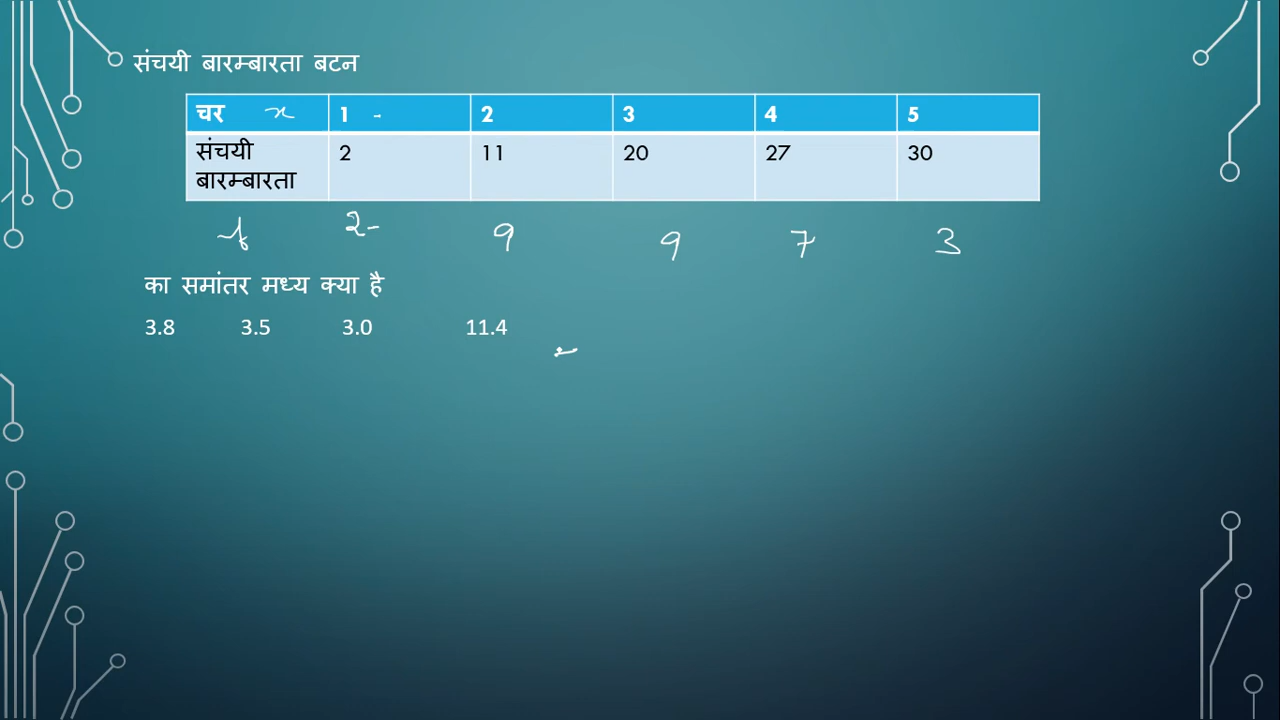 संचयी बारम्बारता बटन
चर x 1 - 2 3 4 5
संचयी बारम्बारता 2 11 20 27 30
f 2- 9 9 7 3
का समांतर मध्य क्या है
3.8 3.5 3.0 11.4